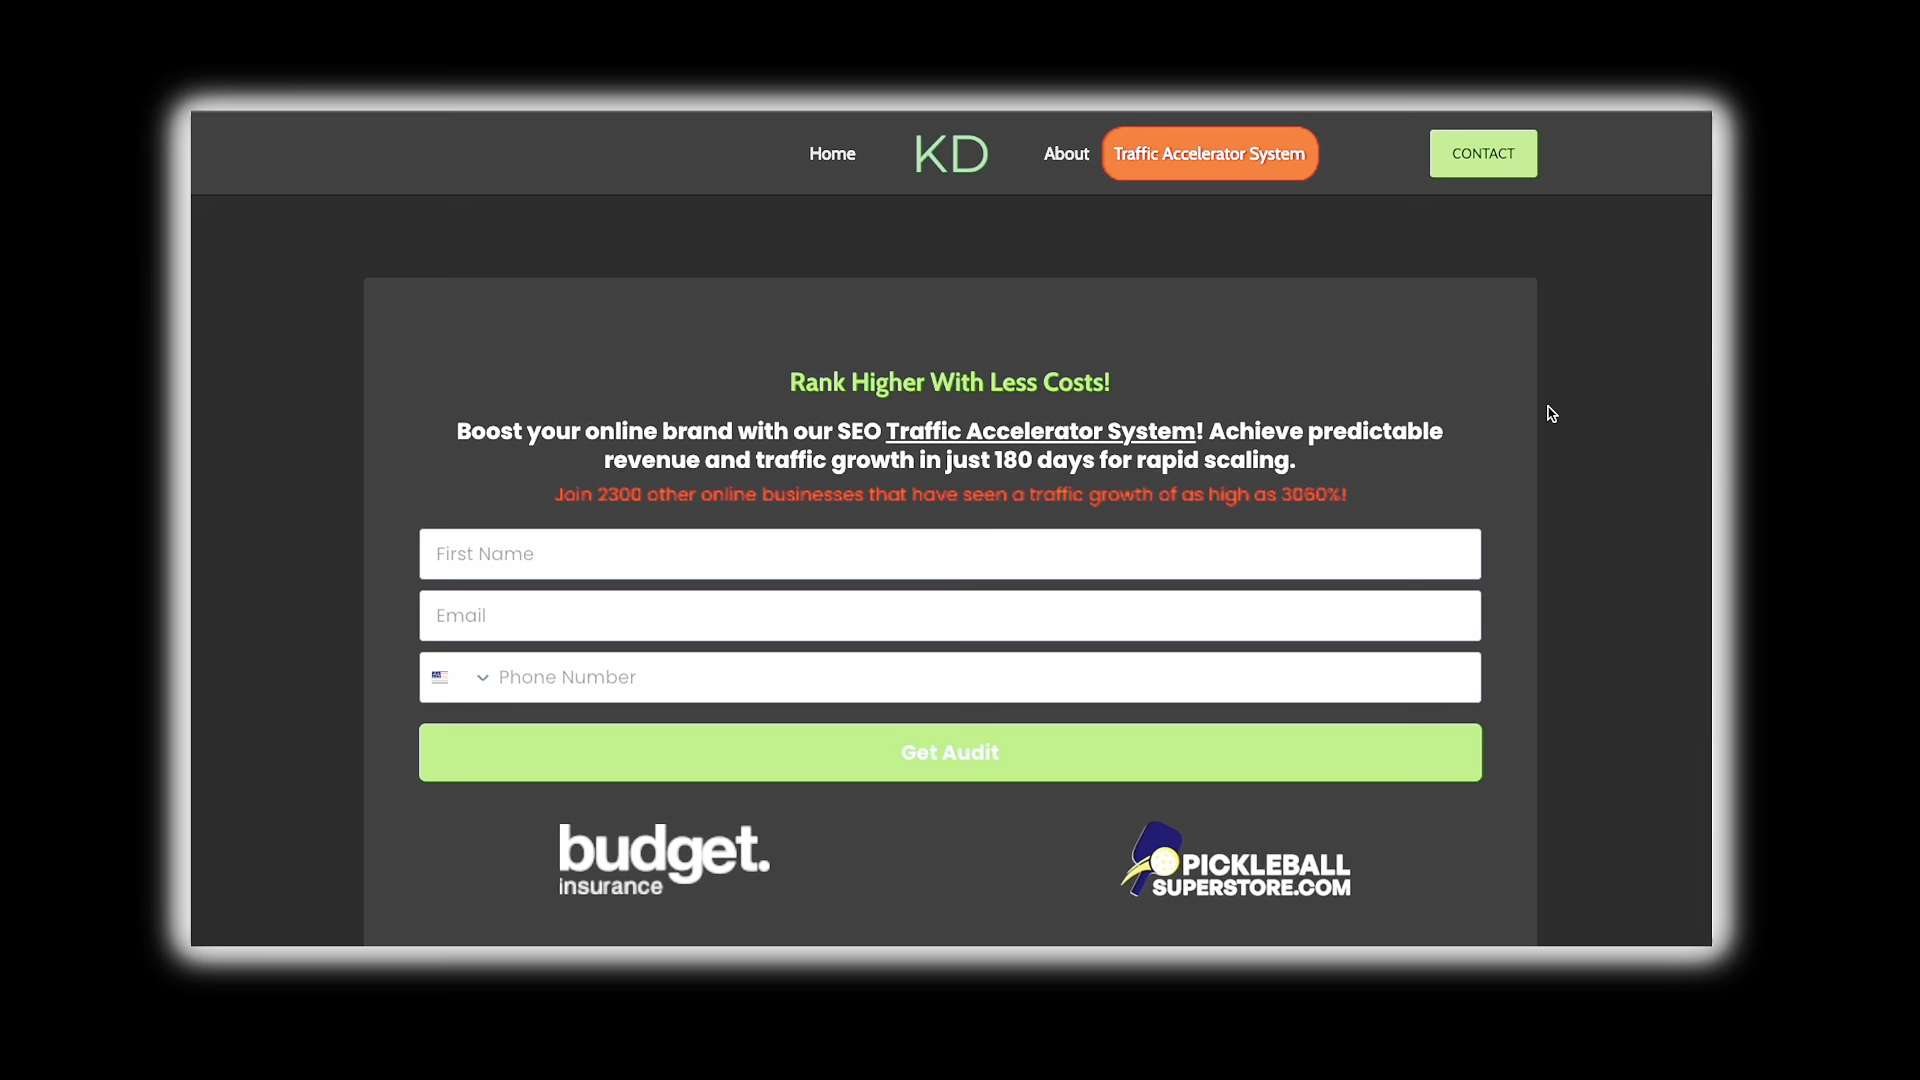 Home
KD
About
Traffic Accelerator System
CONTACT
Rank Higher With Less Costs!
Boost your online brand with our SEO Traffic Accelerator System! Achieve predictable
revenue and traffic growth in just 180 days for rapid scaling.
Join 2300 other online businesses that have seen a traffic growth of as high as 3060%!
First Name
Email
Phone Number
Get Audit
budget.
insurance
PICKLEBALL
SUPERSTORE.COM